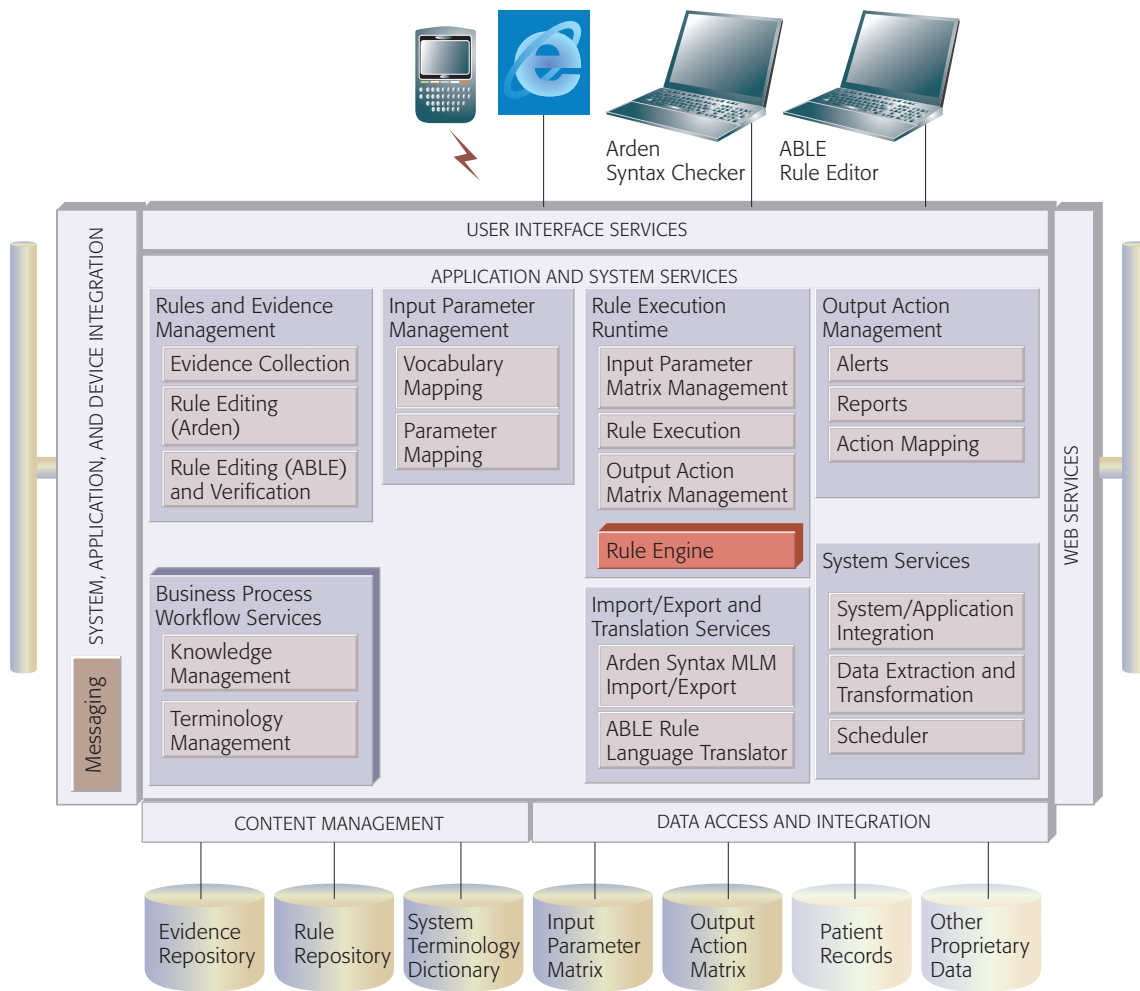 Arden
Syntax Checker
ABLE
Rule Editor
USER INTERFACE SERVICES
SYSTEM, APPLICATION, AND DEVICE INTEGRATION
Messaging
APPLICATION AND SYSTEM SERVICES
Rules and Evidence
Management
Evidence Collection
Rule Editing
(Arden)
Rule Editing (ABLE)
and Verification
Input Parameter
Management
Vocabulary
Mapping
Parameter
Mapping
Rule Execution
Runtime
Input Parameter
Matrix Management
Rule Execution
Output Action
Matrix Management
Rule Engine
Output Action
Management
Alerts
Reports
Action Mapping
Business Process
Workflow Services
Knowledge
Management
Terminology
Management
Import/Export and
Translation Services
Arden Syntax MLM
Import/Export
ABLE Rule
Language Translator
System Services
System/Application
Integration
Data Extraction and
Transformation
Scheduler
WEB SERVICES
CONTENT MANAGEMENT
DATA ACCESS AND INTEGRATION
Evidence
Repository
Rule
Repository
System
Terminology
Dictionary
Input
Parameter
Matrix
Output
Action
Matrix
Patient
Records
Other
Proprietary
Data